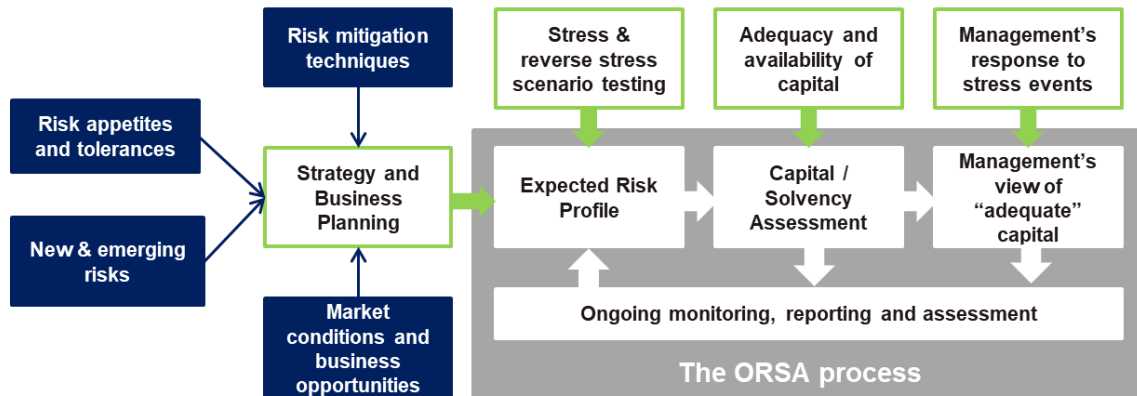 Risk mitigation
techniques
Stress &
reverse stress
scenario testing
Adequacy and
availability of
capital
Management's
response to
stress events
Risk appetites
and tolerances
Strategy and
Business
Planning
Expected Risk
Profile
Capital /
Solvency
Assessment
Management's
view of
“adequate”
capital
New & emerging
risks
Market
conditions and
business
opportunities
Ongoing monitoring, reporting and assessment
The ORSA process